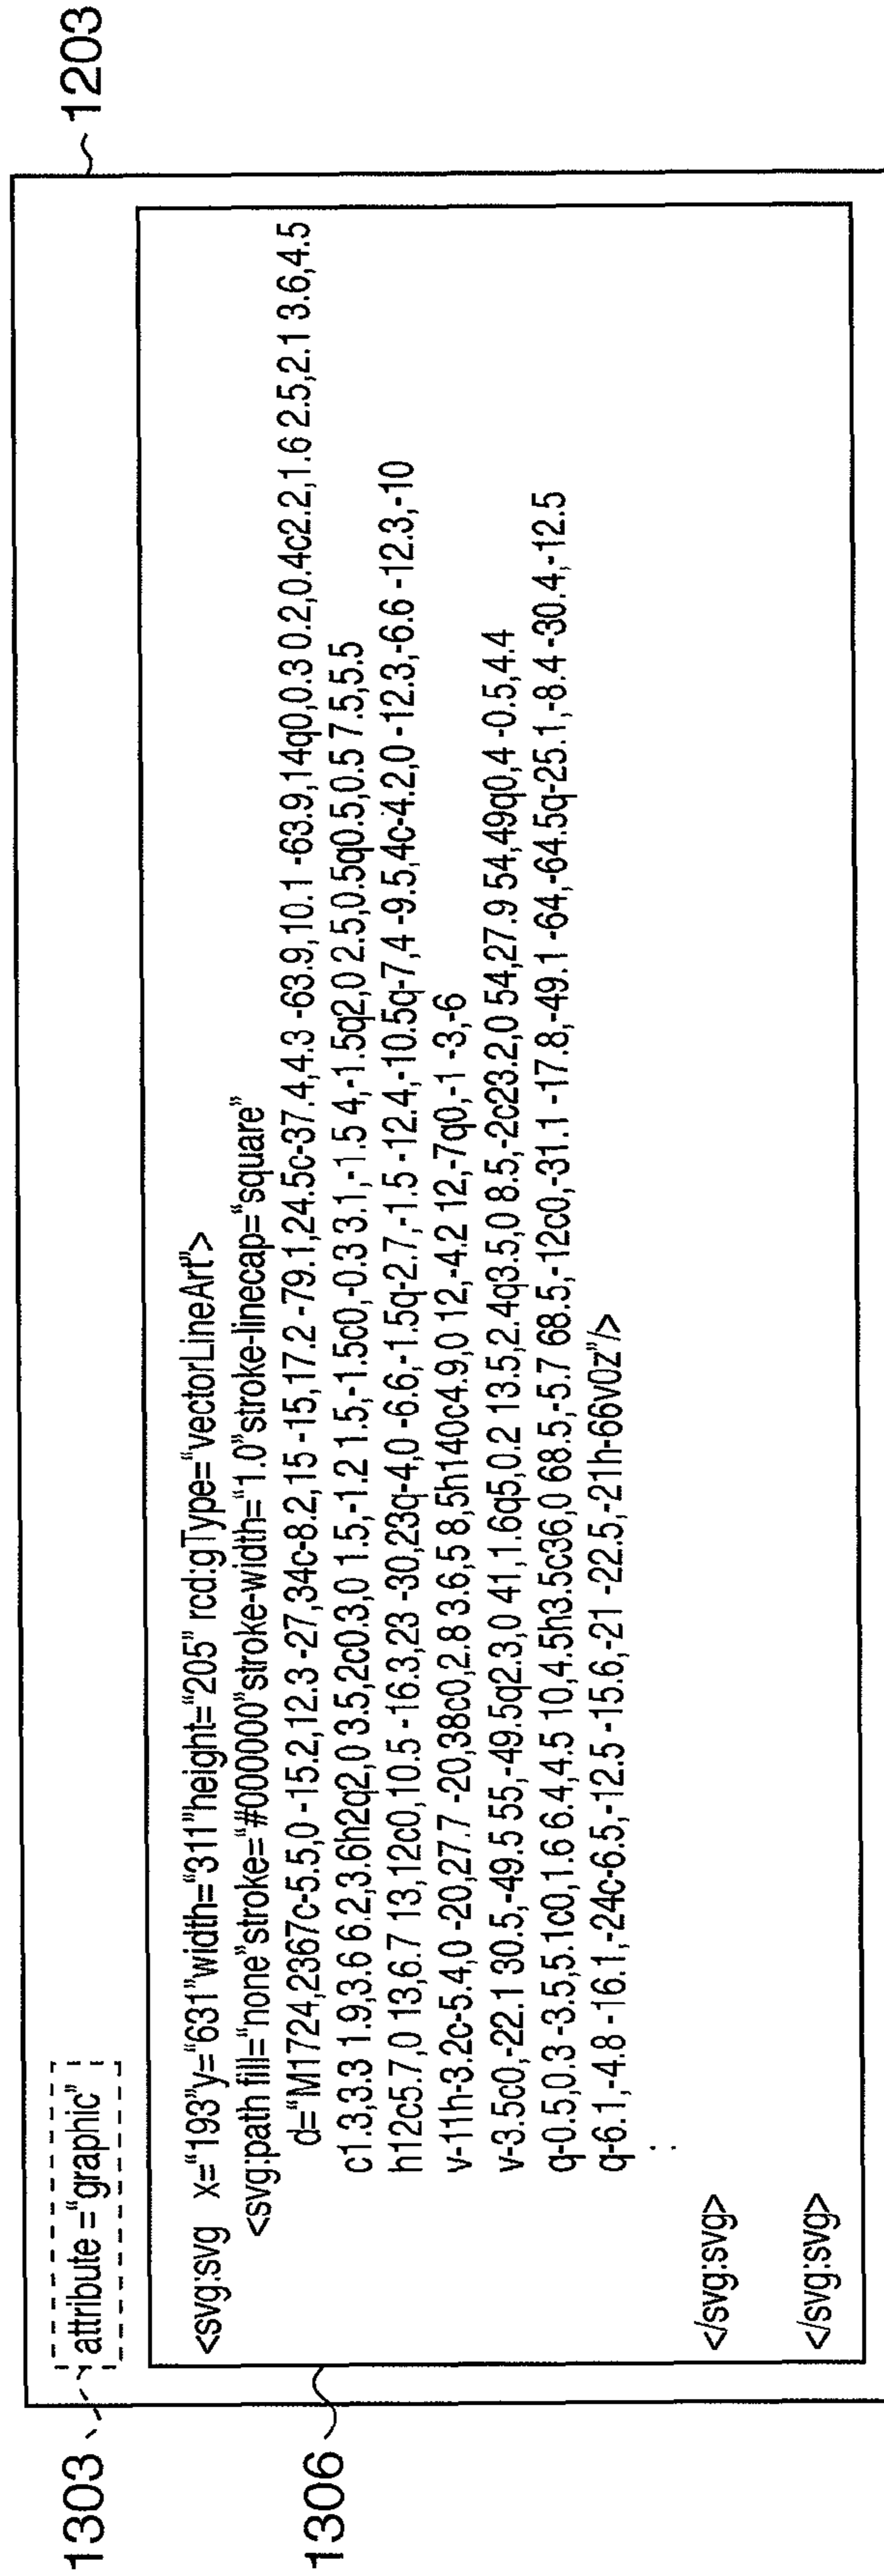 1203
1303
attribute =“graphic”
1306
<svg:svg x=“193”y=“631”width=“311”height=“205” rcd:gType=“vectorLineArt”>
<svg:path fill=“none”stroke=“#000000”stroke-width=“1.0”stroke-linecap=“square”
d=“M1724,2367c-5.5,0 -15.2,12.3 -27,34c-8.2,15 -15,17.2 -79.1,24.5c-37.4,4.3 -63.9,10.1 -63.9,14q0,0.3 0.2,0.4c2.2,1.6 2.5,2.1 3.6,4.5
c1.3,3.3 1.9,3.6 6.2,3.6h2q2,0 3.5,2c0.3,0 1.5,-1.2 1.5,-1.5c0,-0.3 3.1,-1.5 4,-1.5q2,0 2.5,0.5q0.5,0.5 7.5,5.5
h12c5.7,0 13,6.7 13,12c0,10.5 -16.3,23 -30,23q-4,0 -6.6,-1.5q-2.7,-1.5 -12.4,-10.5q-7,4 -9.5,4c-4.2,0 -12.3,-6.6 -12.3,-10
v-11h-3.2c-5.4,0 -20,27.7 -20,38c0,2.8 3.6,5 8,5h140c4.9,0 12,-4.2 12,-7q0,-1 -3,-6
v-3.5c0,-22.1 30.5,-49.5 55,-49.5q2.3,0 41,1.6q5,0.2 13.5,2.4q3.5,0 8.5,-2c23.2,0 54,27.9 54,49q0,4 -0.5,4.4
q-0.5,0.3 -3.5,5.1c0,1.6 6.4,4.5 10,4.5h3.5c36,0 68.5,-5.7 68.5,-12c0,-31.1 -17.8,-49.1 -64,-64.5q-25.1,-8.4 -30.4,-12.5
q-6.1,-4.8 -16.1,-24c-6.5,-12.5 -15.6,-21 -22.5,-21h-66v0z”/>
:
</svg:svg>
</svg:svg>